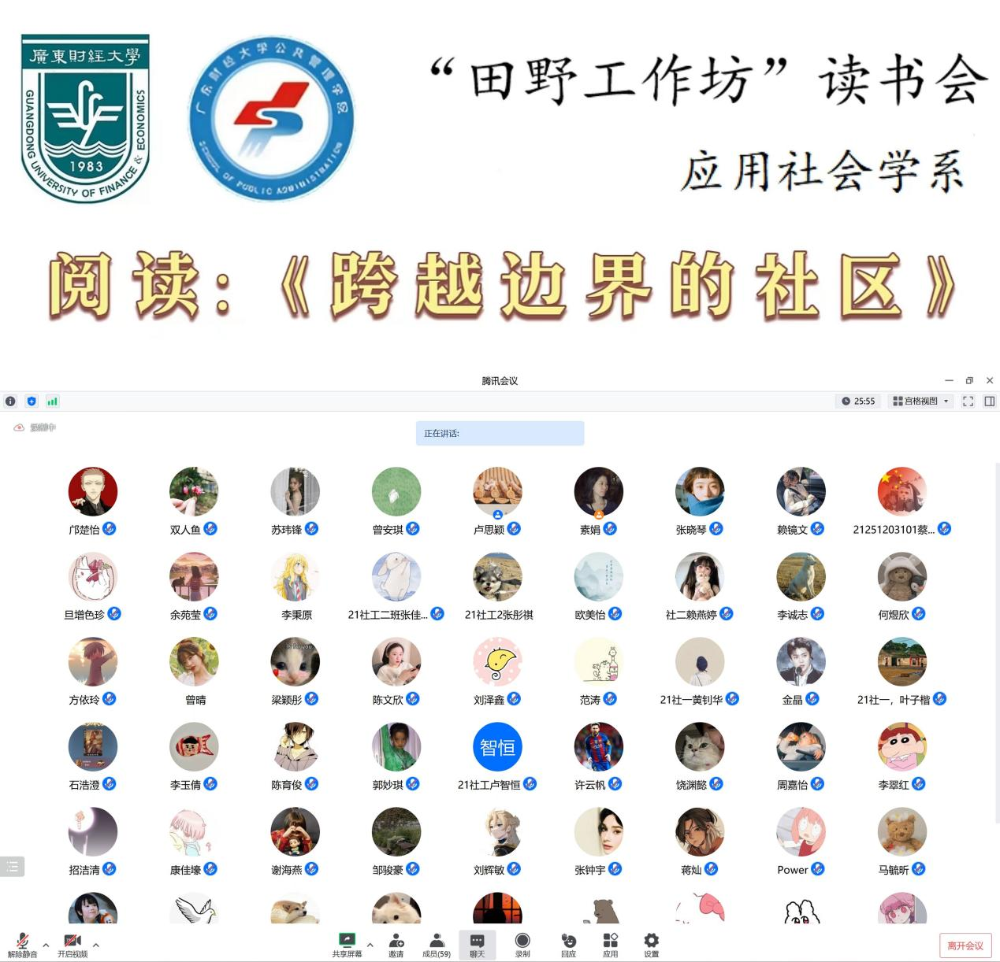 廣東財經大學
GUANGDONG UNIVERSITY OF FINANCE & ECONOMICS
1983
广东财经大学公共管理学院
SCHOOL OF PUBLIC ADMINISTRATION
“田野工作坊”读书会
应用社会学系
阅读：《跨越边界的社区》
腾讯会议
25:55
宫格视图
录制中
正在讲话:
邝楚怡
双人鱼
苏玮锋
曾安琪
卢思颖
素娟
张晓琴
赖镜文
21251203101蔡...
旦增色珍
余苑莹
李秉原
21社工二班张佳...
21社工2张彤祺
欧美怡
社二赖燕婷
李诚志
何煜欣
方依玲
曾晴
梁颖彤
陈文欣
刘泽鑫
范涛
21社一黄钊华
金晶
21社一，叶子楷
石浩澄
李玉倩
陈育俊
郭妙琪
智恒
21社工卢智恒
许云帆
饶渊懿
周嘉怡
李翠红
招洁清
康佳壕
谢海燕
邹骏豪
刘辉敏
张钟宇
蒋灿
Power
马毓昕
解除静音
开启视频
共享屏幕
邀请
成员(59)
聊天
录制
回应
应用
设置
离开会议